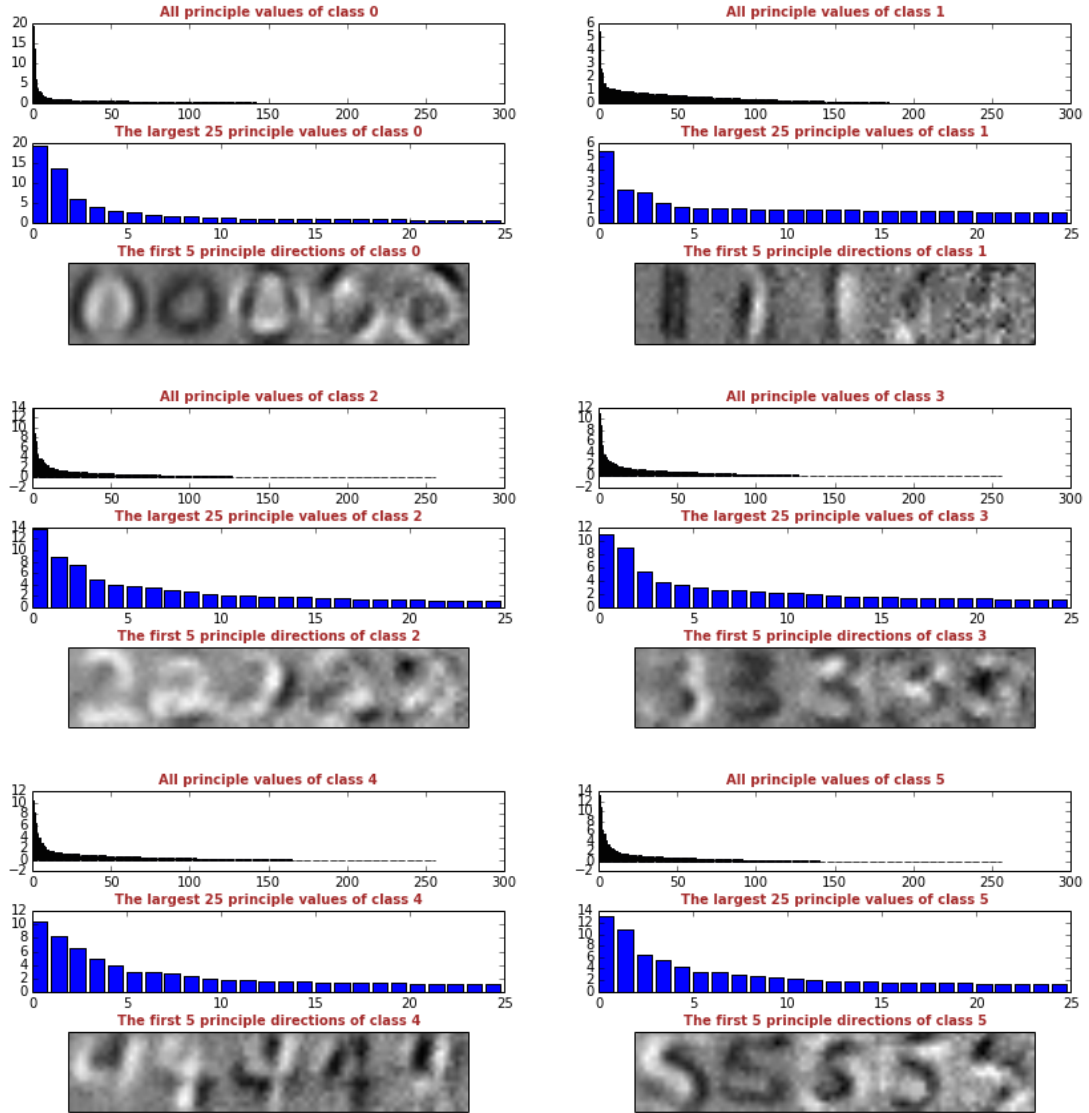 All principle values of class 0
20
15
10
5
0
0 50 100 150 200 250 300
The largest 25 principle values of class 0
20
15
10
5
0
0 5 10 15 20 25
The first 5 principle directions of class 0
All principle values of class 1
6
5
4
3
2
1
0
0 50 100 150 200 250 300
The largest 25 principle values of class 1
6
5
4
3
2
1
0
0 5 10 15 20 25
The first 5 principle directions of class 1
All principle values of class 2
14
12
10
8
6
4
2
0
−2
0 50 100 150 200 250 300
The largest 25 principle values of class 2
14
12
10
8
6
4
2
0
0 5 10 15 20 25
The first 5 principle directions of class 2
All principle values of class 3
12
10
8
6
4
2
0
−2
0 50 100 150 200 250 300
The largest 25 principle values of class 3
12
10
8
6
4
2
0
0 5 10 15 20 25
The first 5 principle directions of class 3
All principle values of class 4
12
10
8
6
4
2
0
−2
0 50 100 150 200 250 300
The largest 25 principle values of class 4
12
10
8
6
4
2
0
0 5 10 15 20 25
The first 5 principle directions of class 4
All principle values of class 5
14
12
10
8
6
4
2
0
−2
0 50 100 150 200 250 300
The largest 25 principle values of class 5
14
12
10
8
6
4
2
0
0 5 10 15 20 25
The first 5 principle directions of class 5